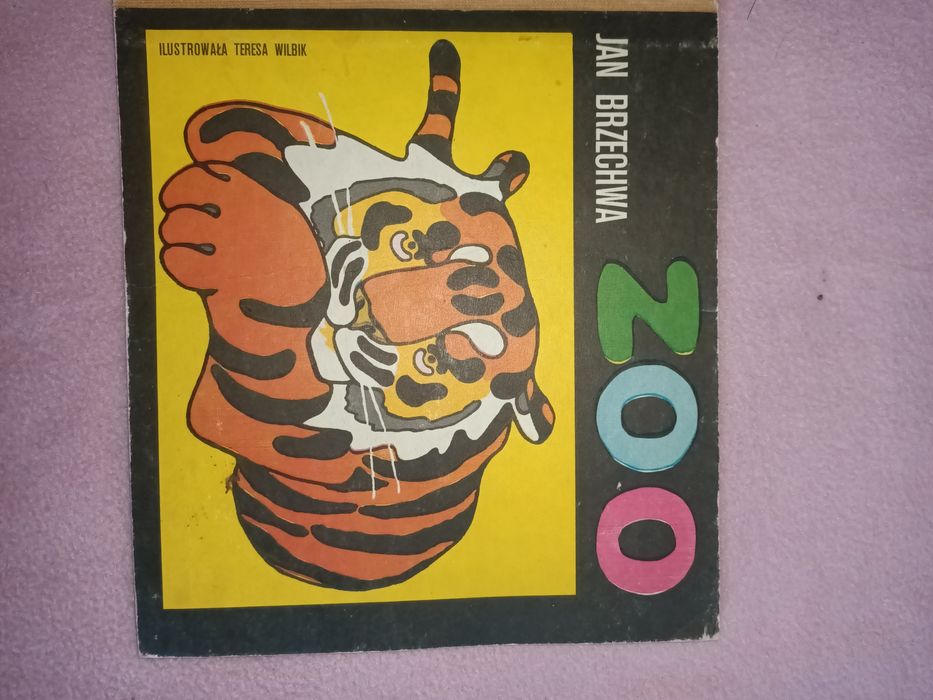 JAN BRZECHWA
ZOO
ILUSTROWAŁA TERESA WILBIK